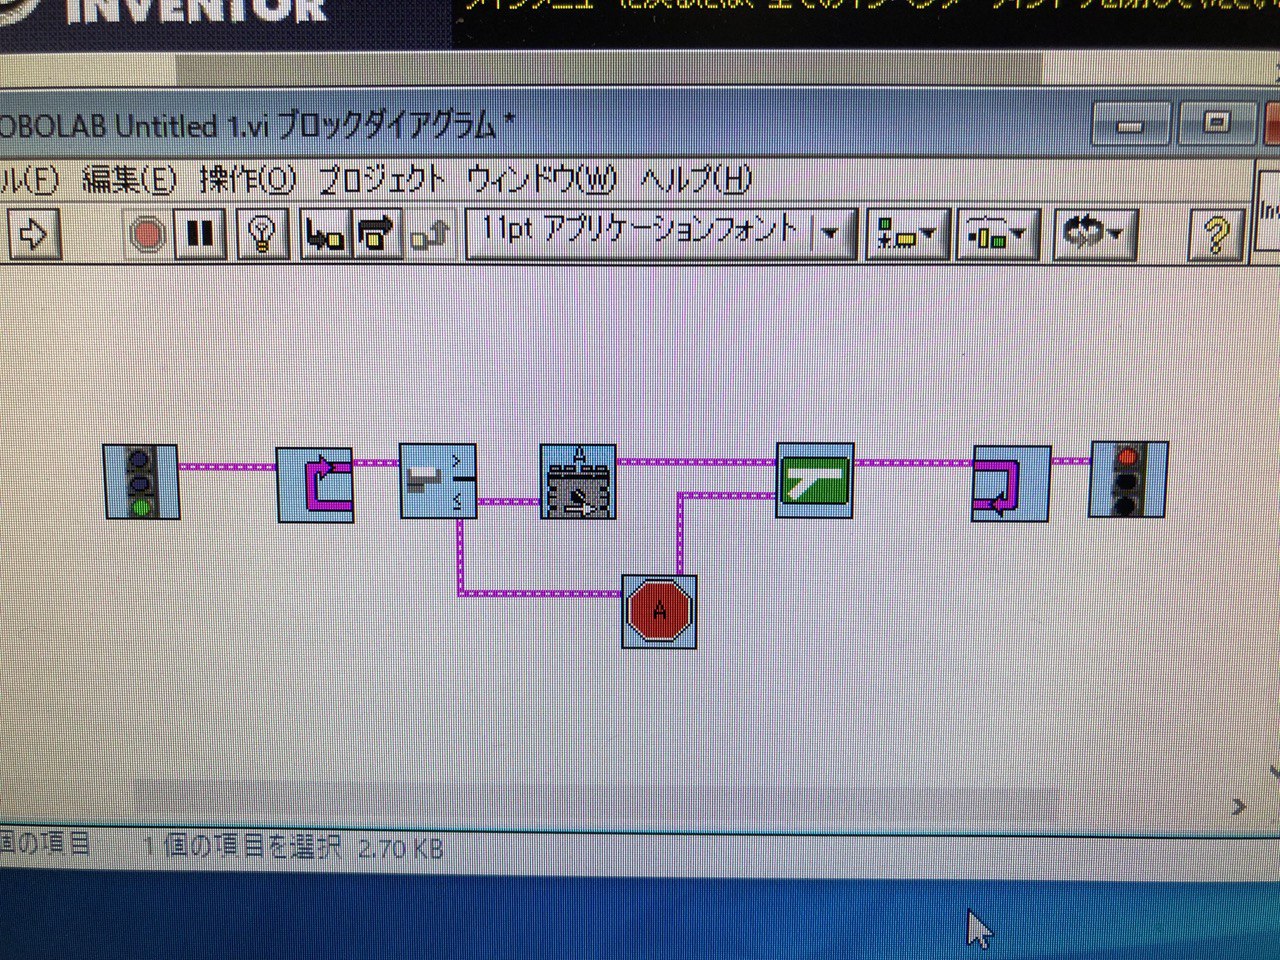 INVENTOR
OBOLAB Untitled 1.vi ブロックダイアグラム *
ル(F) 編集(E) 操作(O) プロジェクト ウィンドウ(W) ヘルプ(H)
11pt アプリケーションフォント
?
> A
≤
A
個の項目 1 個の項目を選択 2.70 KB